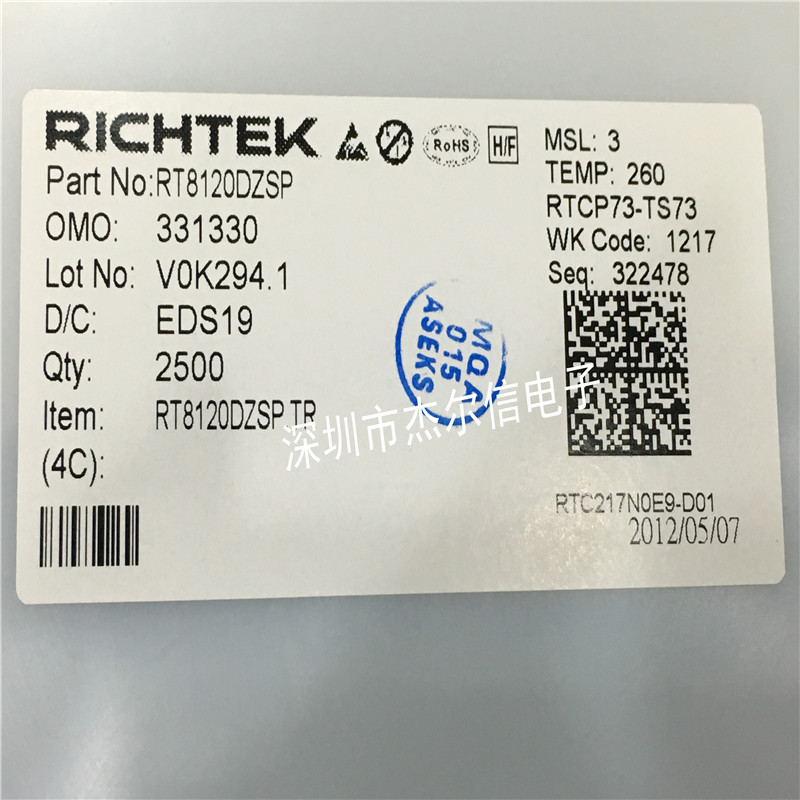 RICHTEK
RoHS
H/F
Part No:RT8120DZSP
OMO: 331330
Lot No: V0K294.1
D/C: EDS19
Qty: 2500
Item: RT8120DZSP TR
(4C):
MSL: 3
TEMP: 260
RTCP73-TS73
WK Code: 1217
Seq: 322478
MQA
015
ASEKS
深圳市杰尔信电子
RTC217N0E9-D01
2012/05/07